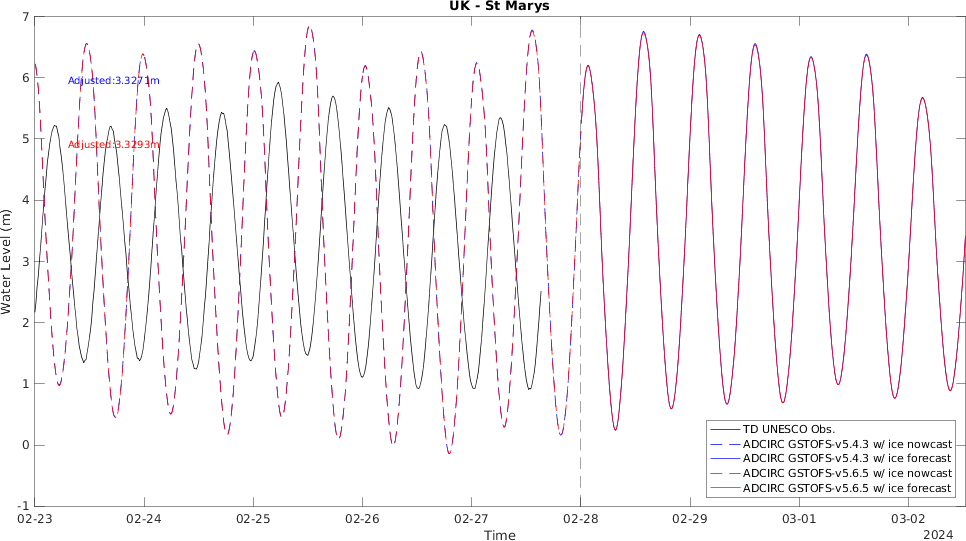 UK - St Marys
7
6
5
4
3
2
1
0
-1
Water Level (m)
Adjusted:3.3271m
Adjusted:3.3293m
TD UNESCO Obs.
ADCIRC GSTOFS-v5.4.3 w/ ice nowcast
ADCIRC GSTOFS-v5.4.3 w/ ice forecast
ADCIRC GSTOFS-v5.6.5 w/ ice nowcast
ADCIRC GSTOFS-v5.6.5 w/ ice forecast
02-23 02-24 02-25 02-26 02-27 02-28 02-29 03-01 03-02
Time
2024